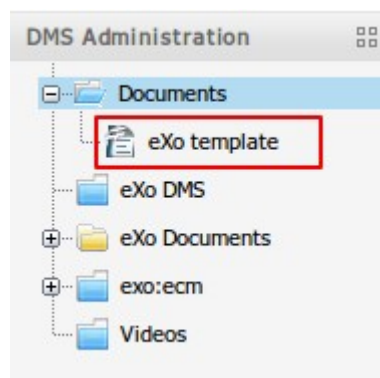 DMS Administration
Documents
eXo template
eXo DMS
eXo Documents
exo:ecm
Videos